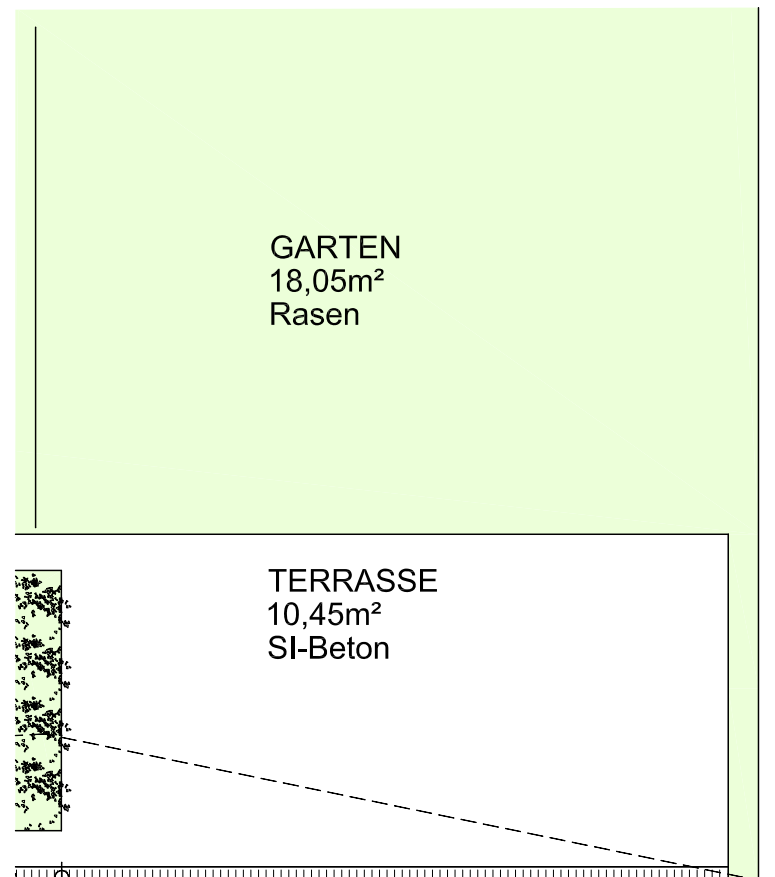 GARTEN
18,05m²
Rasen
TERRASSE
10,45m²
SI-Beton